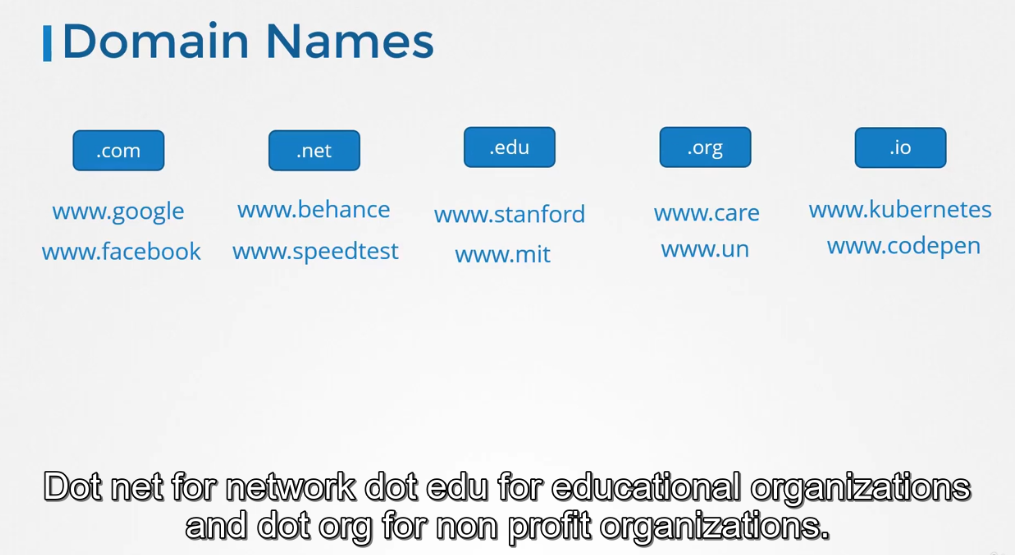 Domain Names
.com .net .edu .org .io
www.google www.behance www.stanford www.care www.kubernetes
www.facebook www.speedtest www.mit www.un www.codepen
Dot net for network dot edu for educational organizations
and dot org for non profit organizations.